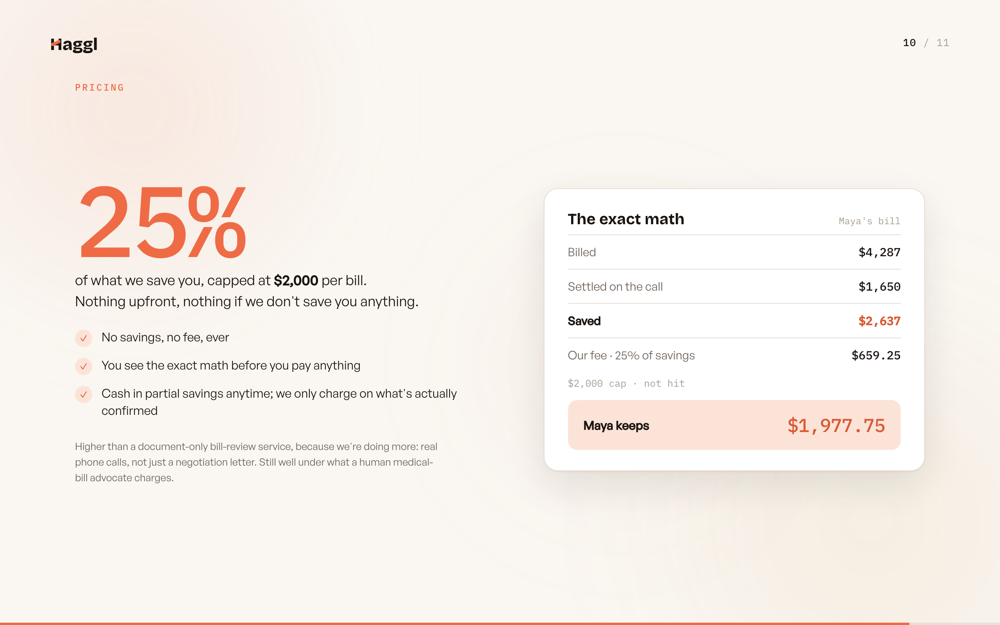 Haggl
10 / 11
PRICING
25%
of what we save you, capped at $2,000 per bill.
Nothing upfront, nothing if we don't save you anything.
No savings, no fee, ever
You see the exact math before you pay anything
Cash in partial savings anytime; we only charge on what's actually
confirmed
Higher than a document-only bill-review service, because we're doing more: real
phone calls, not just a negotiation letter. Still well under what a human medical-
bill advocate charges.
The exact math Maya's bill
Billed $4,287
Settled on the call $1,650
Saved $2,637
Our fee · 25% of savings $659.25
$2,000 cap · not hit
Maya keeps $1,977.75